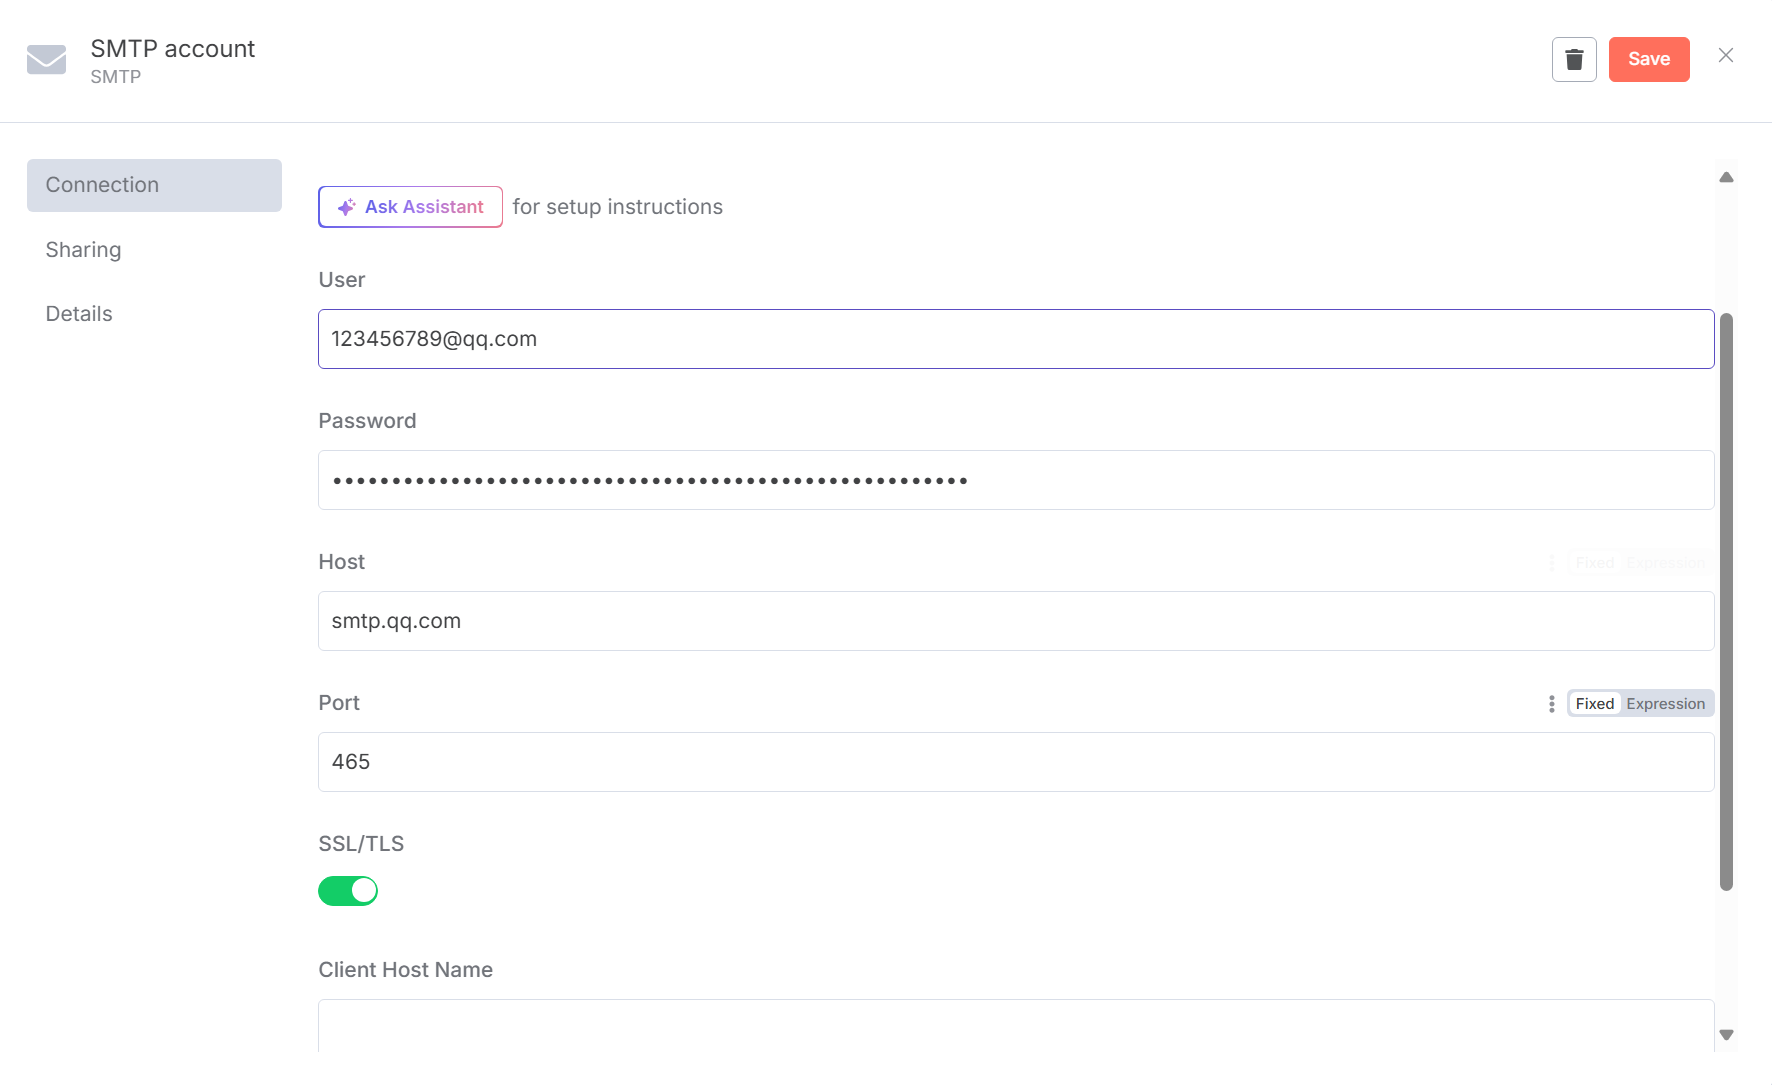 SMTP account
SMTP
Save
Connection
Sharing
Details
Ask Assistant for setup instructions
User
123456789@qq.com
Password
••••••••••••••••••••••••••••••••••••••••••••••••••••••
Host
Fixed Expression
smtp.qq.com
Port
Fixed Expression
465
SSL/TLS
Client Host Name